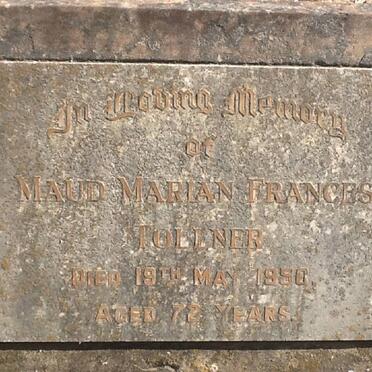 In Loving Memory
of
MAUD MARIAN FRANCES
TOLLNER
DIED 19TH MAY 1950.
AGED 72 YEARS.